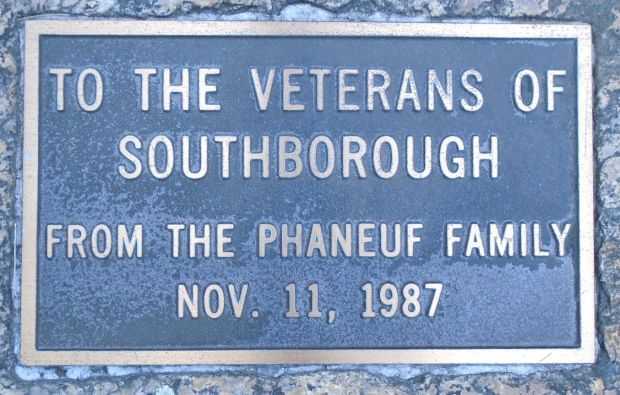 TO THE VETERANS OF
SOUTHBOROUGH
FROM THE PHANEUF FAMILY
NOV. 11, 1987